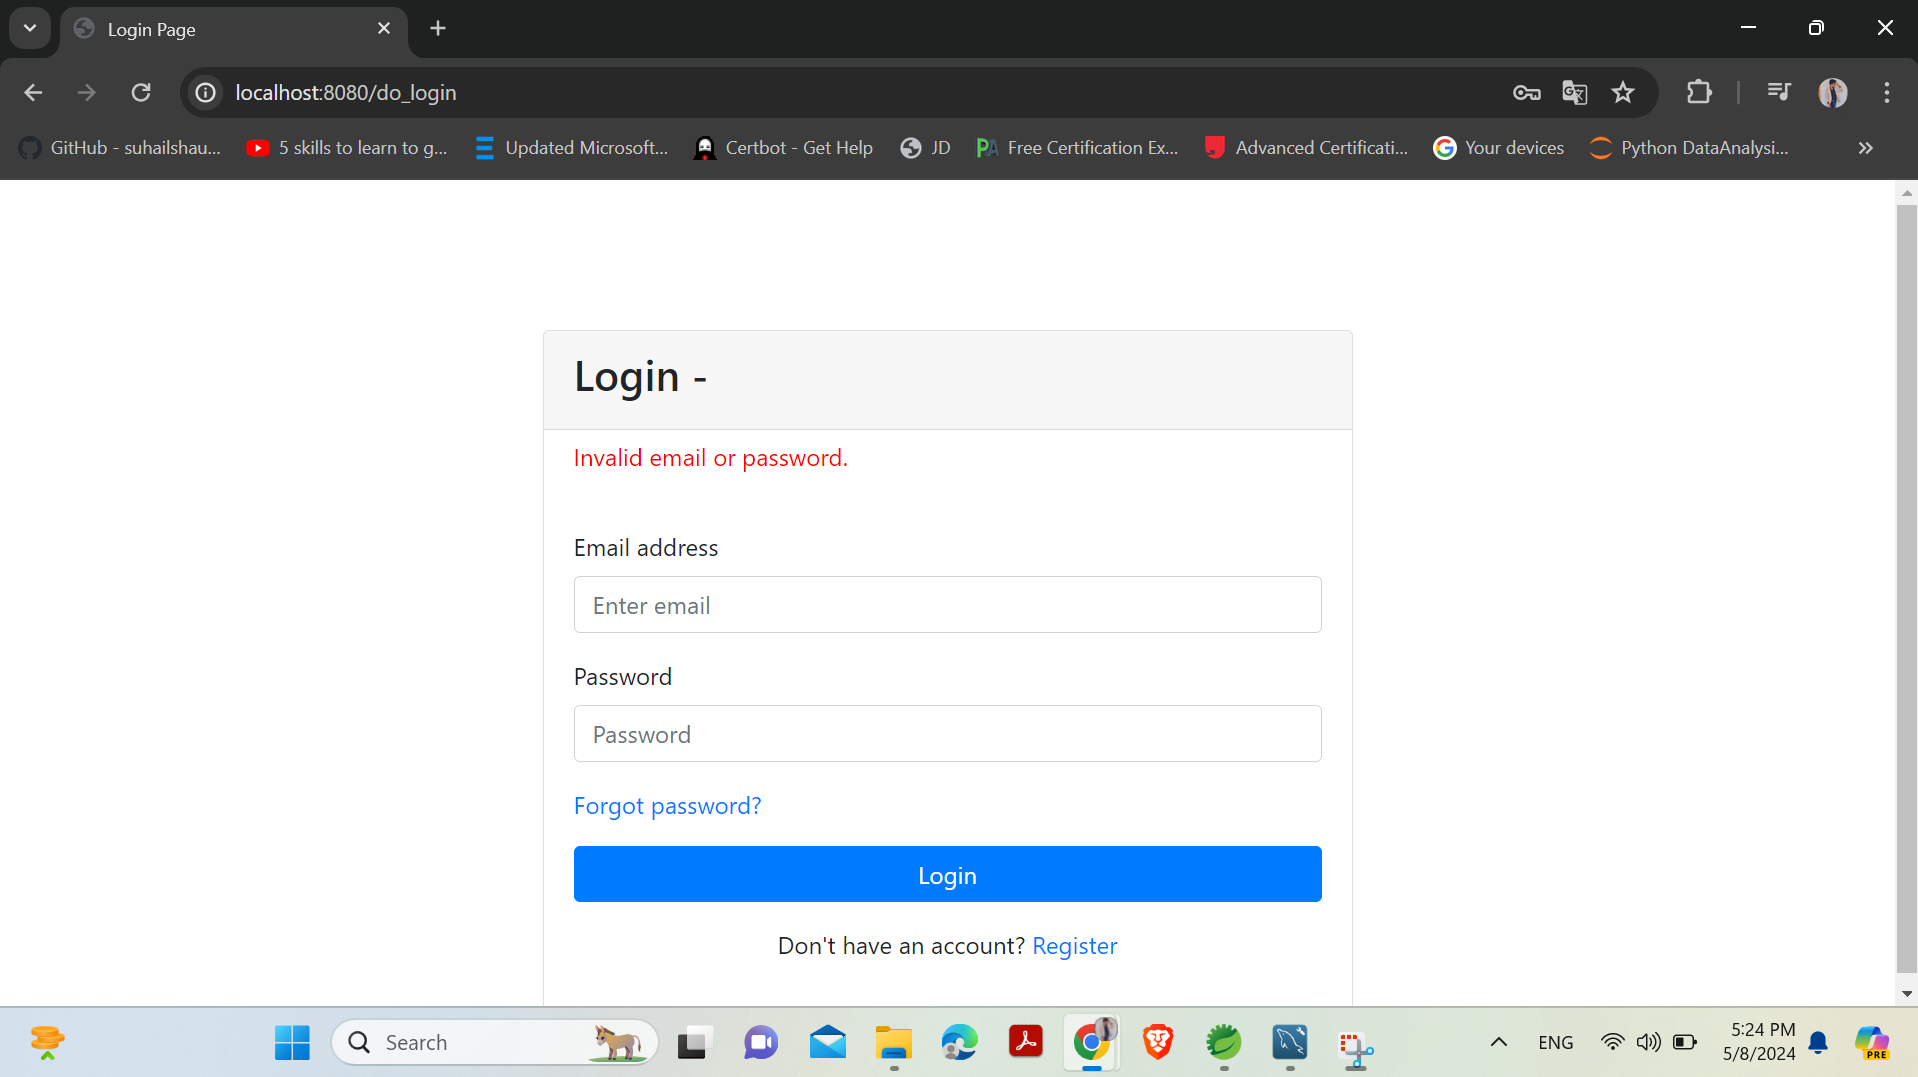 Login Page
localhost:8080/do_login
GitHub - suhailshau...
5 skills to learn to g...
Updated Microsoft...
Certbot - Get Help
JD
PA
Free Certification Ex...
Advanced Certificati...
Your devices
Python DataAnalysi...
Login -
Invalid email or password.
Email address
Enter email
Password
Password
Forgot password?
Login
Don't have an account? Register
Search
ENG
5:24 PM
5/8/2024
PRE